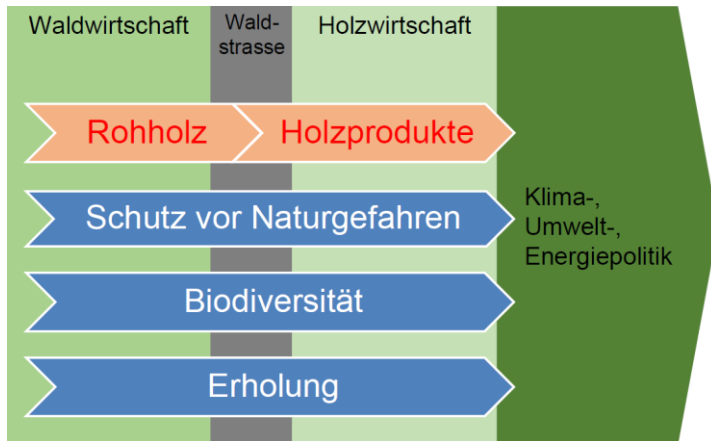 Waldwirtschaft
Wald-
strasse
Holzwirtschaft
Rohholz
Holzprodukte
Schutz vor Naturgefahren
Biodiversität
Erholung
Klima-,
Umwelt-,
Energiepolitik